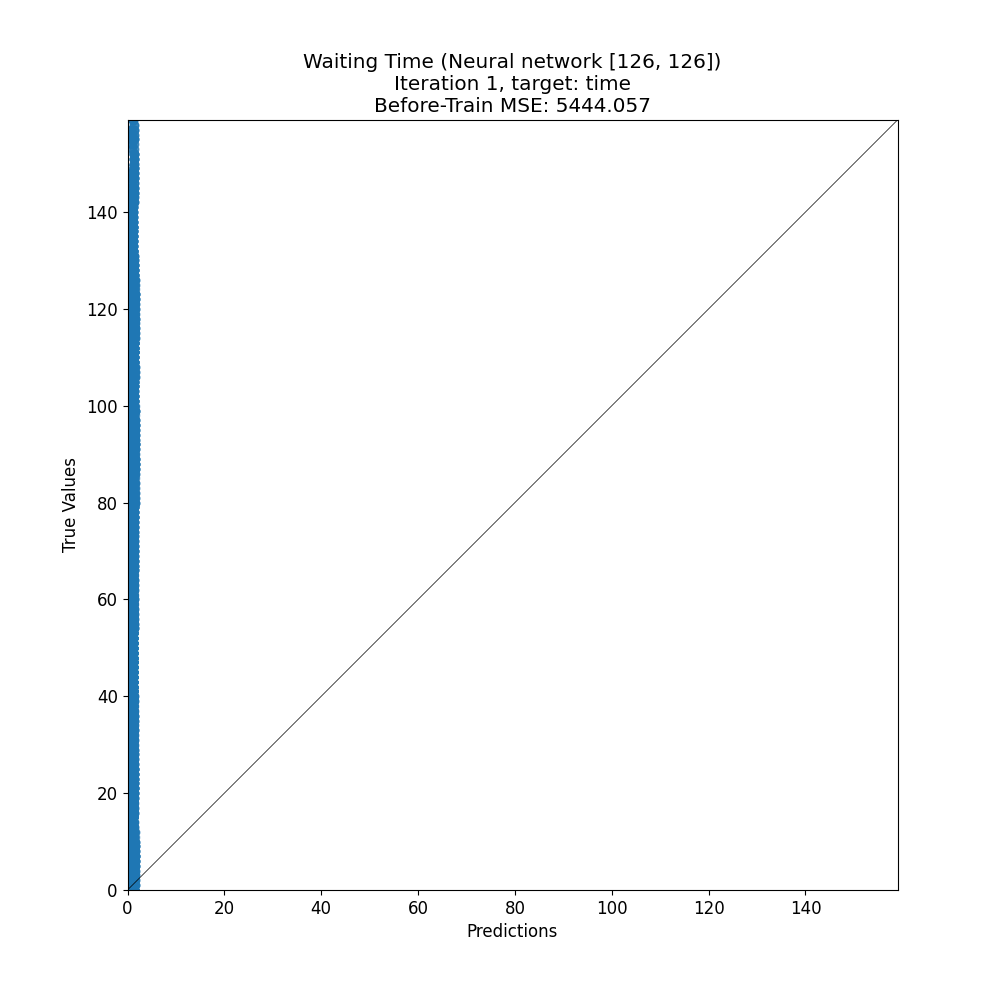 Waiting Time (Neural network [126, 126])
Iteration 1, target: time
Before-Train MSE: 5444.057
140
120
100
80
60
40
20
0
True Values
0 20 40 60 80 100 120 140
Predictions